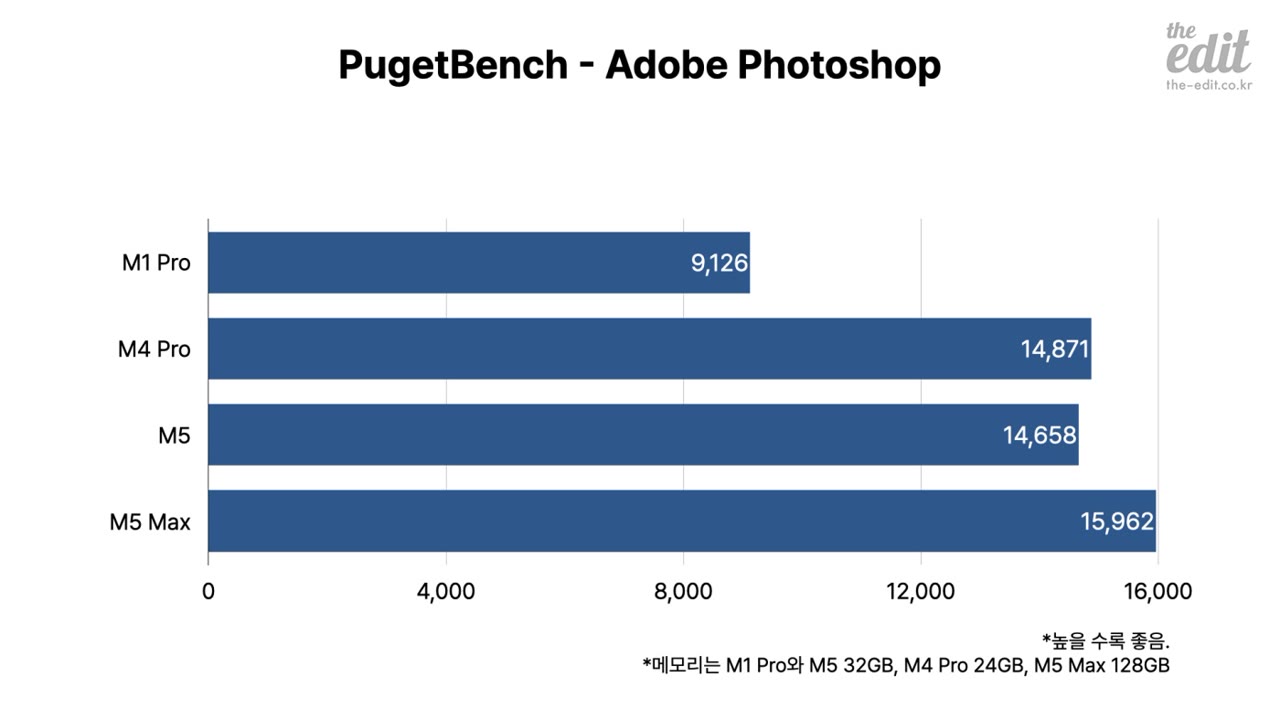 the
edit
the-edit.co.kr
PugetBench - Adobe Photoshop
M1 Pro
9,126
M4 Pro
14,871
M5
14,658
M5 Max
15,962
0 4,000 8,000 12,000 16,000
*높을 수록 좋음.
*메모리는 M1 Pro와 M5 32GB, M4 Pro 24GB, M5 Max 128GB